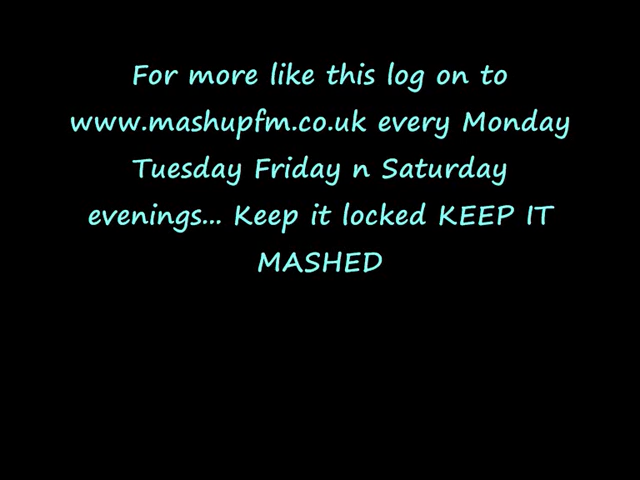 For more like this log on to
www.mashupfm.co.uk every Monday
Tuesday Friday n Saturday
evenings... Keep it locked KEEP IT
MASHED